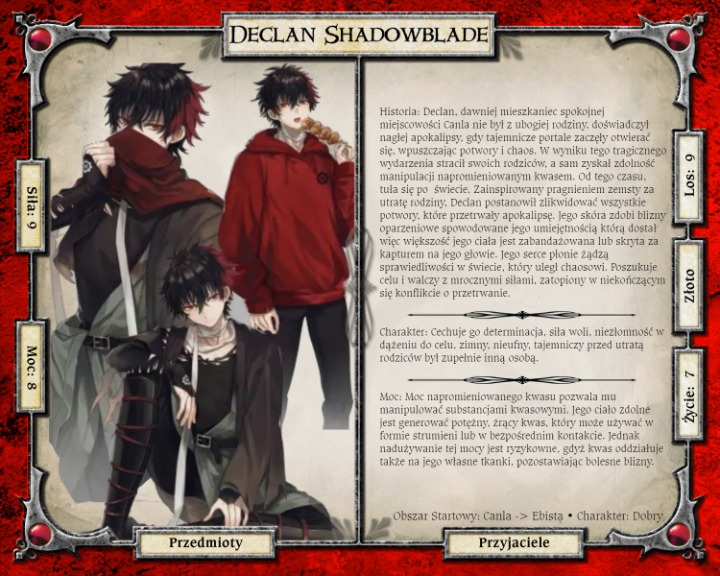 Declan Shadowblade
Siła: 9
Moc: 8
Historia: Declan, dawniej mieszkaniec spokojnej
miejscowości Canla nie był z ubogiej rodziny, doświadczył
nagłej apokalipsy, gdy tajemnicze portale zaczęły otwierać
się, wpuszczając potwory i chaos. W wyniku tego tragicznego
wydarzenia stracił swoich rodziców, a sam zyskał zdolność
manipulacji napromieniowanym kwasem. Od tego czasu,
tuła się po świecie. Zainspirowany pragnieniem zemsty za
utratę rodziny, Declan postanowił zlikwidować wszystkie
potwory, które przetrwały apokalipsę. Jego skóra zdobi blizny
oparzeniowe spowodowane jego umiejętnością którą dostał
więc większość jego ciała jest zabandażowana lub skryta za
kapturem na jego głowie. Jego serce płonie żądzą
sprawiedliwości w świecie, który uległ chaosowi. Poszukuje
celu i walczy z mrocznymi siłami, zatopiony w niekończącym
się konflikcie o przetrwanie.
Charakter: Cechuje go determinacja, siła woli, niezłomność w
dążeniu do celu, zimny, nieufny, tajemniczy przed utratą
rodziców był zupełnie inną osobą.
Moc: Moc napromieniowanego kwasu pozwala mu
manipulować substancjami kwasowymi. Jego ciało zdolne
jest generować potężny, żrący kwas, który może używać w
formie strumieni lub w bezpośrednim kontakcie. Jednak
nadużywanie tej mocy jest ryzykowne, gdyż kwas oddziałuje
także na jego własne tkanki, pozostawiając bolesne blizny.
Obszar Startowy: Canla -> Ebista • Charakter: Dobry
Los: 9
Złoto
Życie: 7
Przedmioty
Przyjaciele